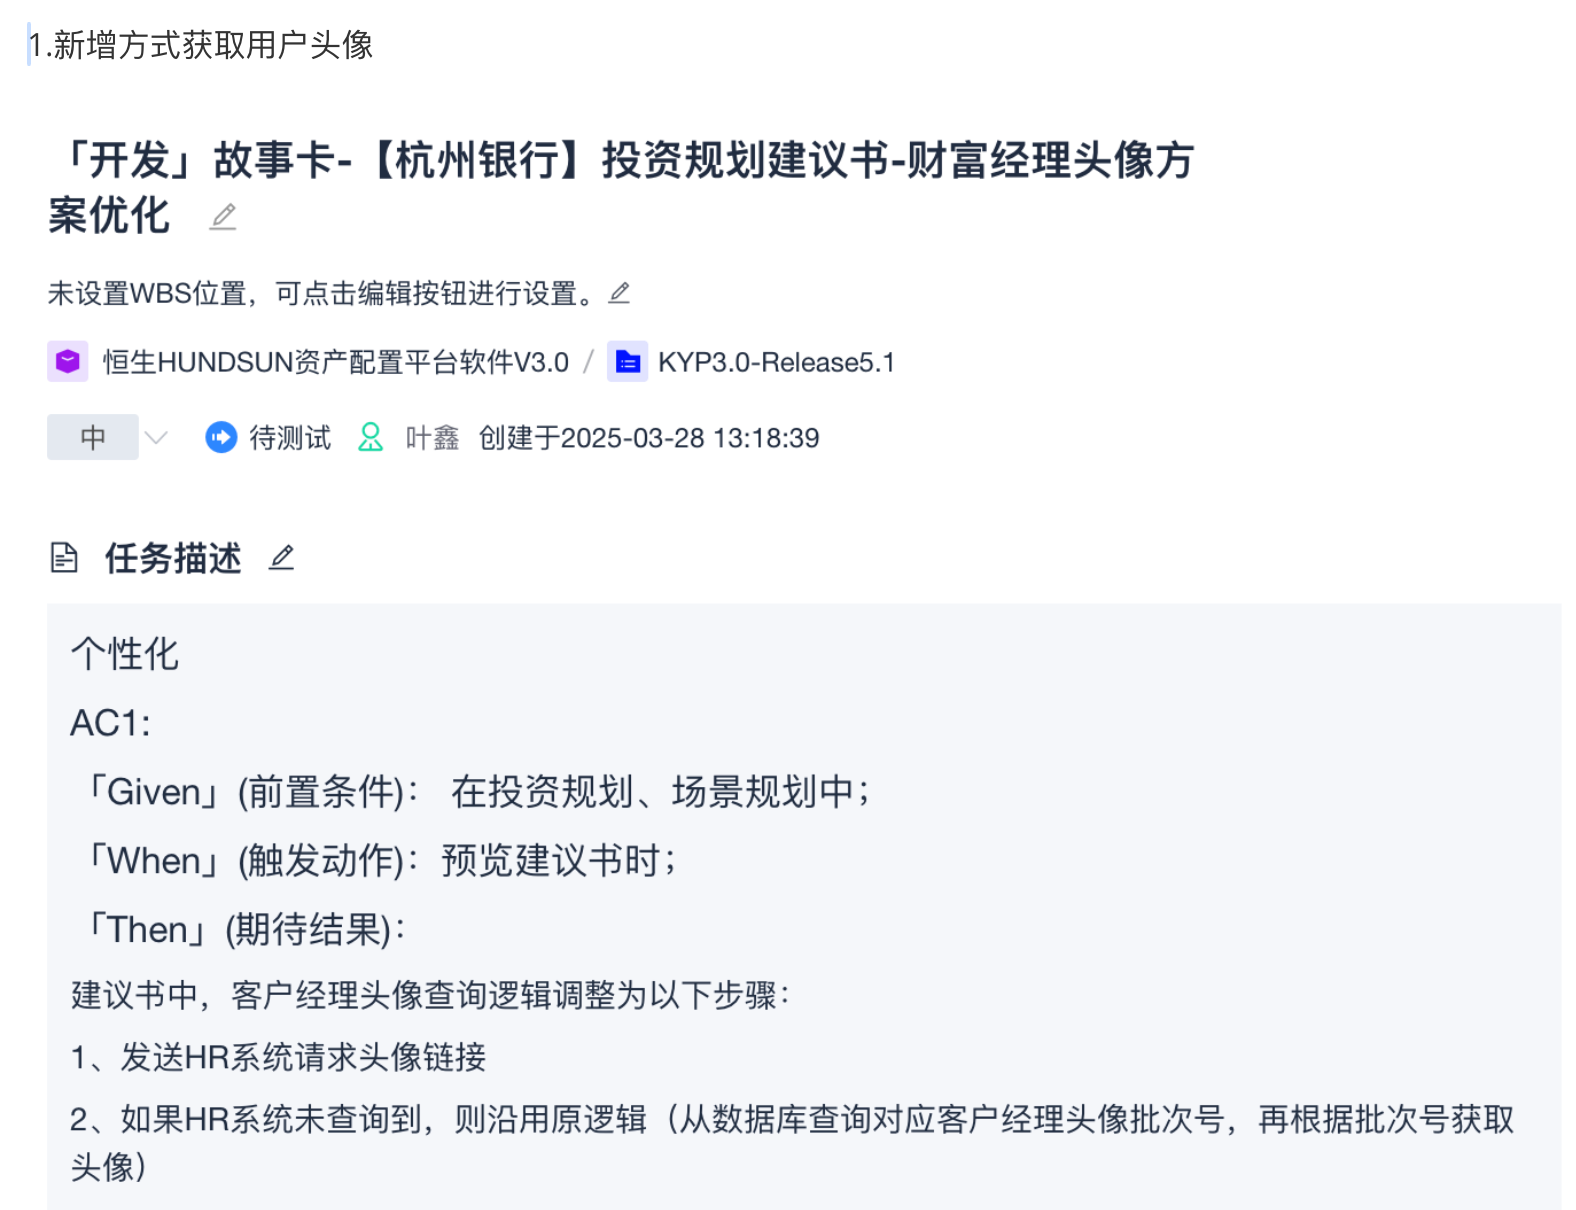 1.新增方式获取用户头像
「开发」故事卡-【杭州银行】投资规划建议书-财富经理头像方
案优化
未设置WBS位置，可点击编辑按钮进行设置。
恒生HUNDSUN资产配置平台软件V3.0 / KYP3.0-Release5.1
中 待测试 叶鑫 创建于2025-03-28 13:18:39
任务描述
个性化
AC1:
「Given」(前置条件)： 在投资规划、场景规划中；
「When」(触发动作)：预览建议书时；
「Then」(期待结果)：
建议书中，客户经理头像查询逻辑调整为以下步骤：
1、发送HR系统请求头像链接
2、如果HR系统未查询到，则沿用原逻辑（从数据库查询对应客户经理头像批次号，再根据批次号获取
头像）